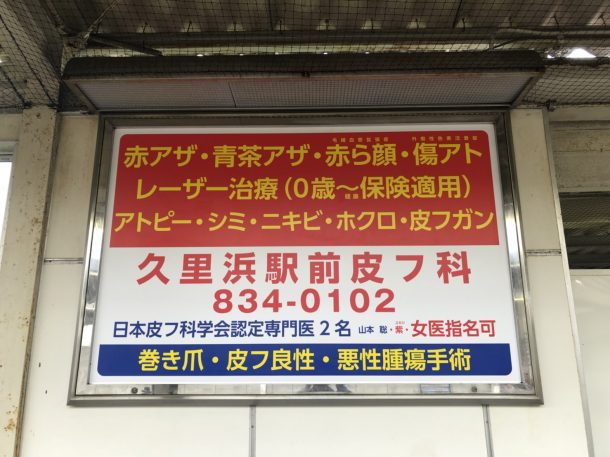 赤アザ・青茶アザ・赤ら顔・傷アト
レーザー治療(0歳〜保険適用)
アトピー・シミ・ニキビ・ホクロ・皮フガン
久里浜駅前皮フ科
834-0102
日本皮フ科学会認定専門医2名 山本 聡・紫・女医指名可
巻き爪・皮フ良性・悪性腫瘍手術